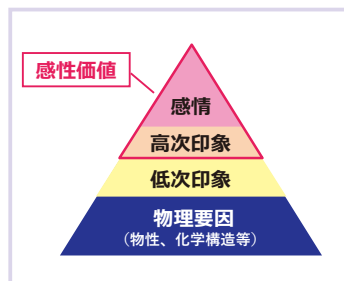 感性価値
感情
高次印象
低次印象
物理要因
（物性、化学構造等）